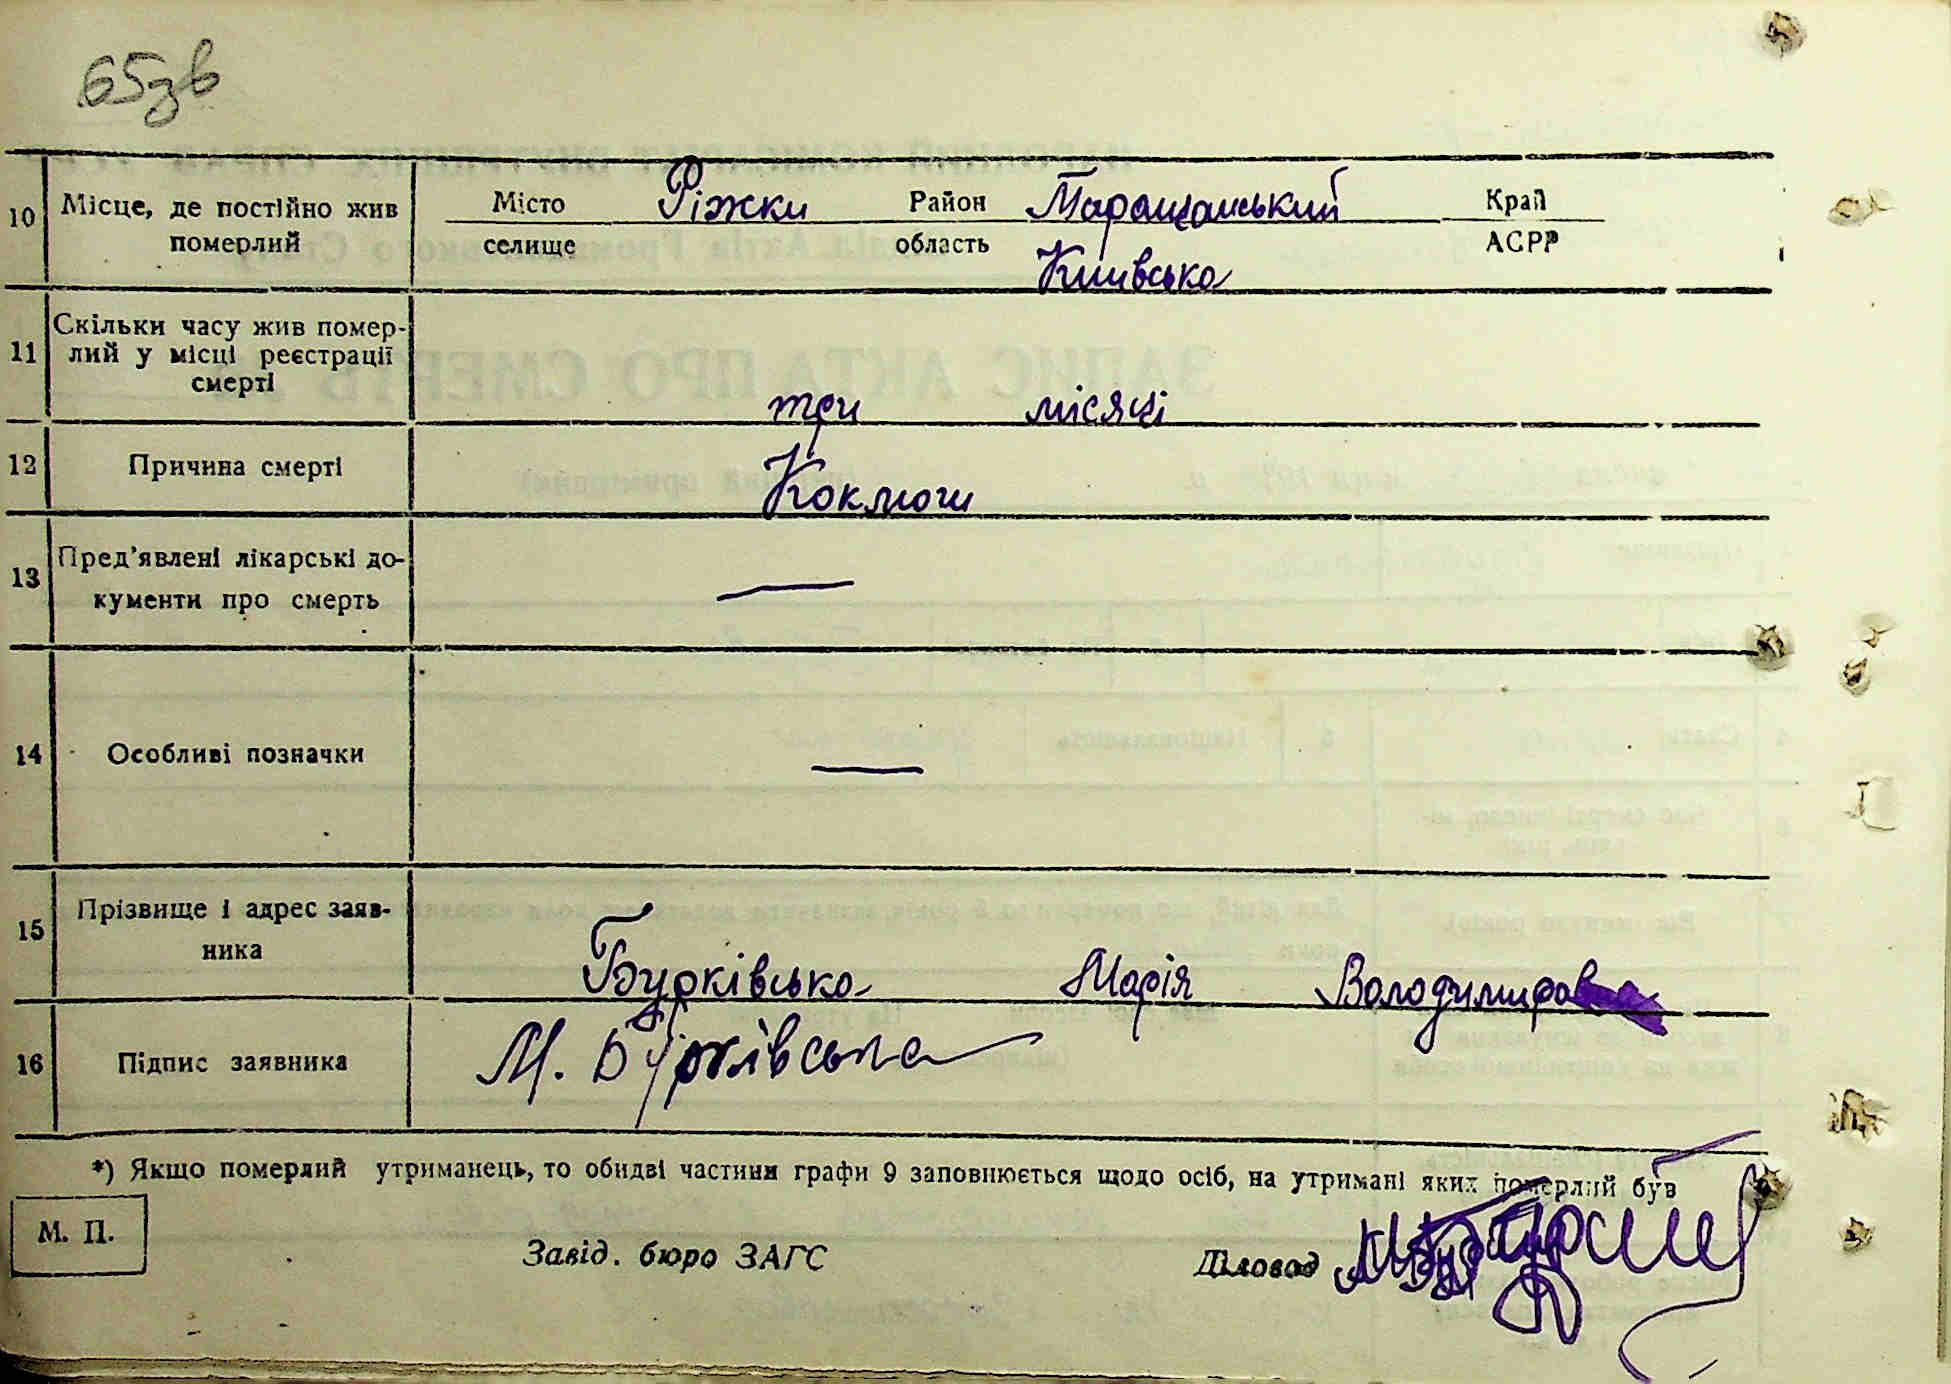 65зв
10 Місце, де постійно жив померлий
Місто Ріжки Район Таращанський Край
селище область Київська АСРР
11 Скільки часу жив помер-
лий у місці реєстрації
смерті
три місяці
12 Причина смерті Коклюш
13 Пред’явлені лікарські до-
кументи про смерть —
14 Особливі позначки —
15 Прізвище і адрес заяв-
ника
Бурківська Марія Володимировна
16 Підпис заявника М. Бурківська
*) Якщо померлий утриманець, то обидві частини графи 9 заповнюється щодо осіб, на утримані яких померлий був
М. П.
Завід. бюро ЗАГС Діловод